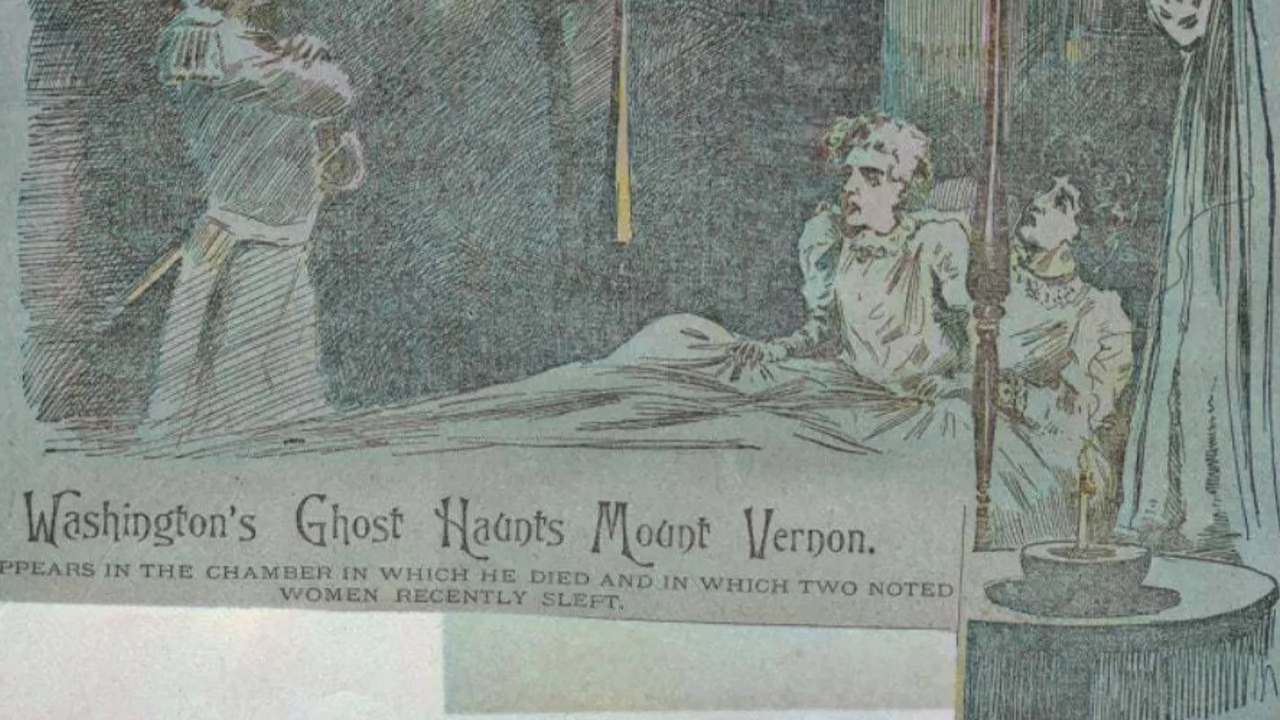 Washington's Ghost Haunts Mount Vernon.
PPEARS IN THE CHAMBER IN WHICH HE DIED AND IN WHICH TWO NOTED
WOMEN RECENTLY SLEPT.